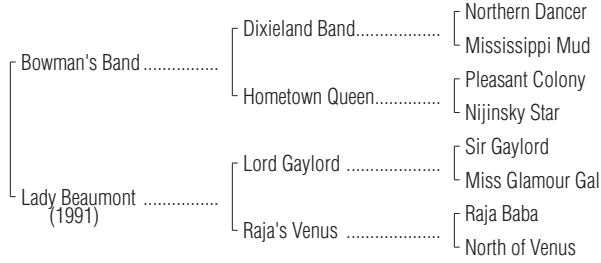 Northern Dancer
Dixieland Band..................
Mississippi Mud
Bowman's Band ................
Pleasant Colony
Hometown Queen..............
Nijinsky Star
Sir Gaylord
Lord Gaylord ....................
Miss Glamour Gal
Lady Beaumont ................
(1991)
Raja Baba
Raja's Venus ....................
North of Venus